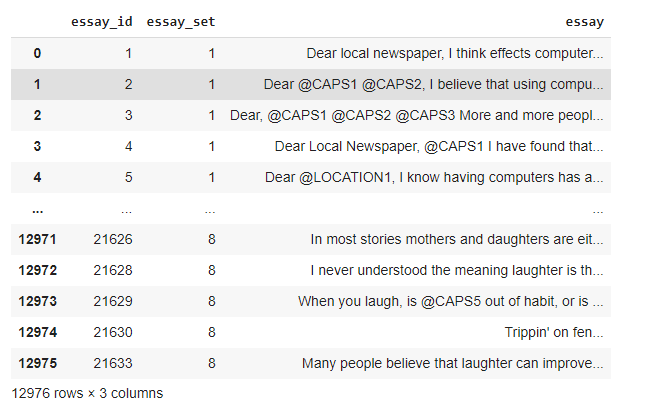 essay_id essay_set essay
0 1 1 Dear local newspaper, I think effects computer...
1 2 1 Dear @CAPS1 @CAPS2, I believe that using compu...
2 3 1 Dear, @CAPS1 @CAPS2 @CAPS3 More and more peopl...
3 4 1 Dear Local Newspaper, @CAPS1 I have found that...
4 5 1 Dear @LOCATION1, I know having computers has a...
... ... ... ...
12971 21626 8 In most stories mothers and daughters are eit...
12972 21628 8 I never understood the meaning laughter is th...
12973 21629 8 When you laugh, is @CAPS5 out of habit, or is ...
12974 21630 8 Trippin' on fen...
12975 21633 8 Many people believe that laughter can improve...
12976 rows × 3 columns